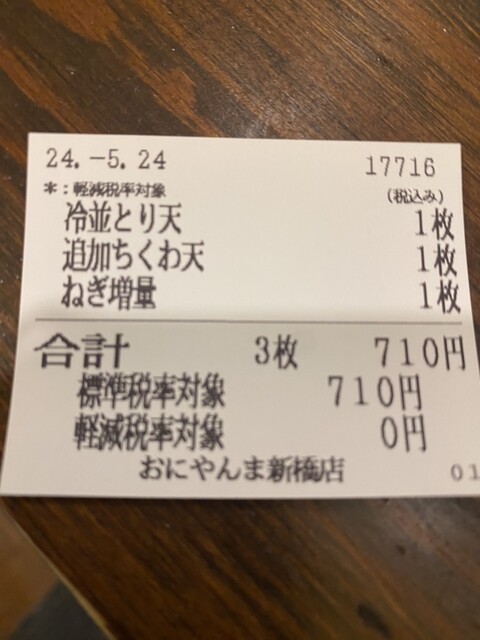 24.-5.24 17716
*:軽減税率対象 (税込み)
冷並とり天 1枚
追加ちくわ天 1枚
ねぎ増量 1枚
合計 3枚 710円
標準税率対象 710円
軽減税率対象 0円
おにやんま新橋店 01